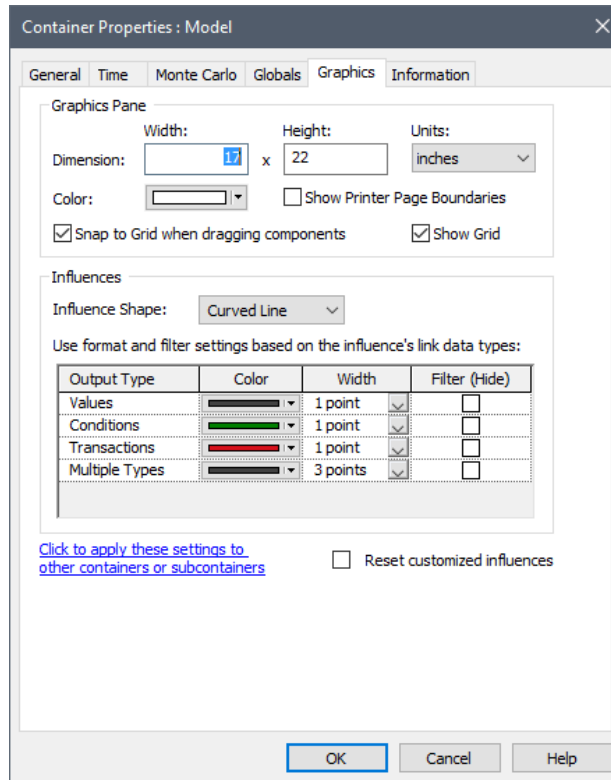 Container Properties : Model
General Time Monte Carlo Globals Graphics Information
Graphics Pane
Width: Height: Units:
Dimension: 17 x 22 inches
Color: Show Printer Page Boundaries
Snap to Grid when dragging components Show Grid
Influences
Influence Shape: Curved Line
Use format and filter settings based on the influence's link data types:
Output Type Color Width Filter (Hide)
Values 1 point
Conditions 1 point
Transactions 1 point
Multiple Types 3 points
Click to apply these settings to
other containers or subcontainers
Reset customized influences
OK Cancel Help